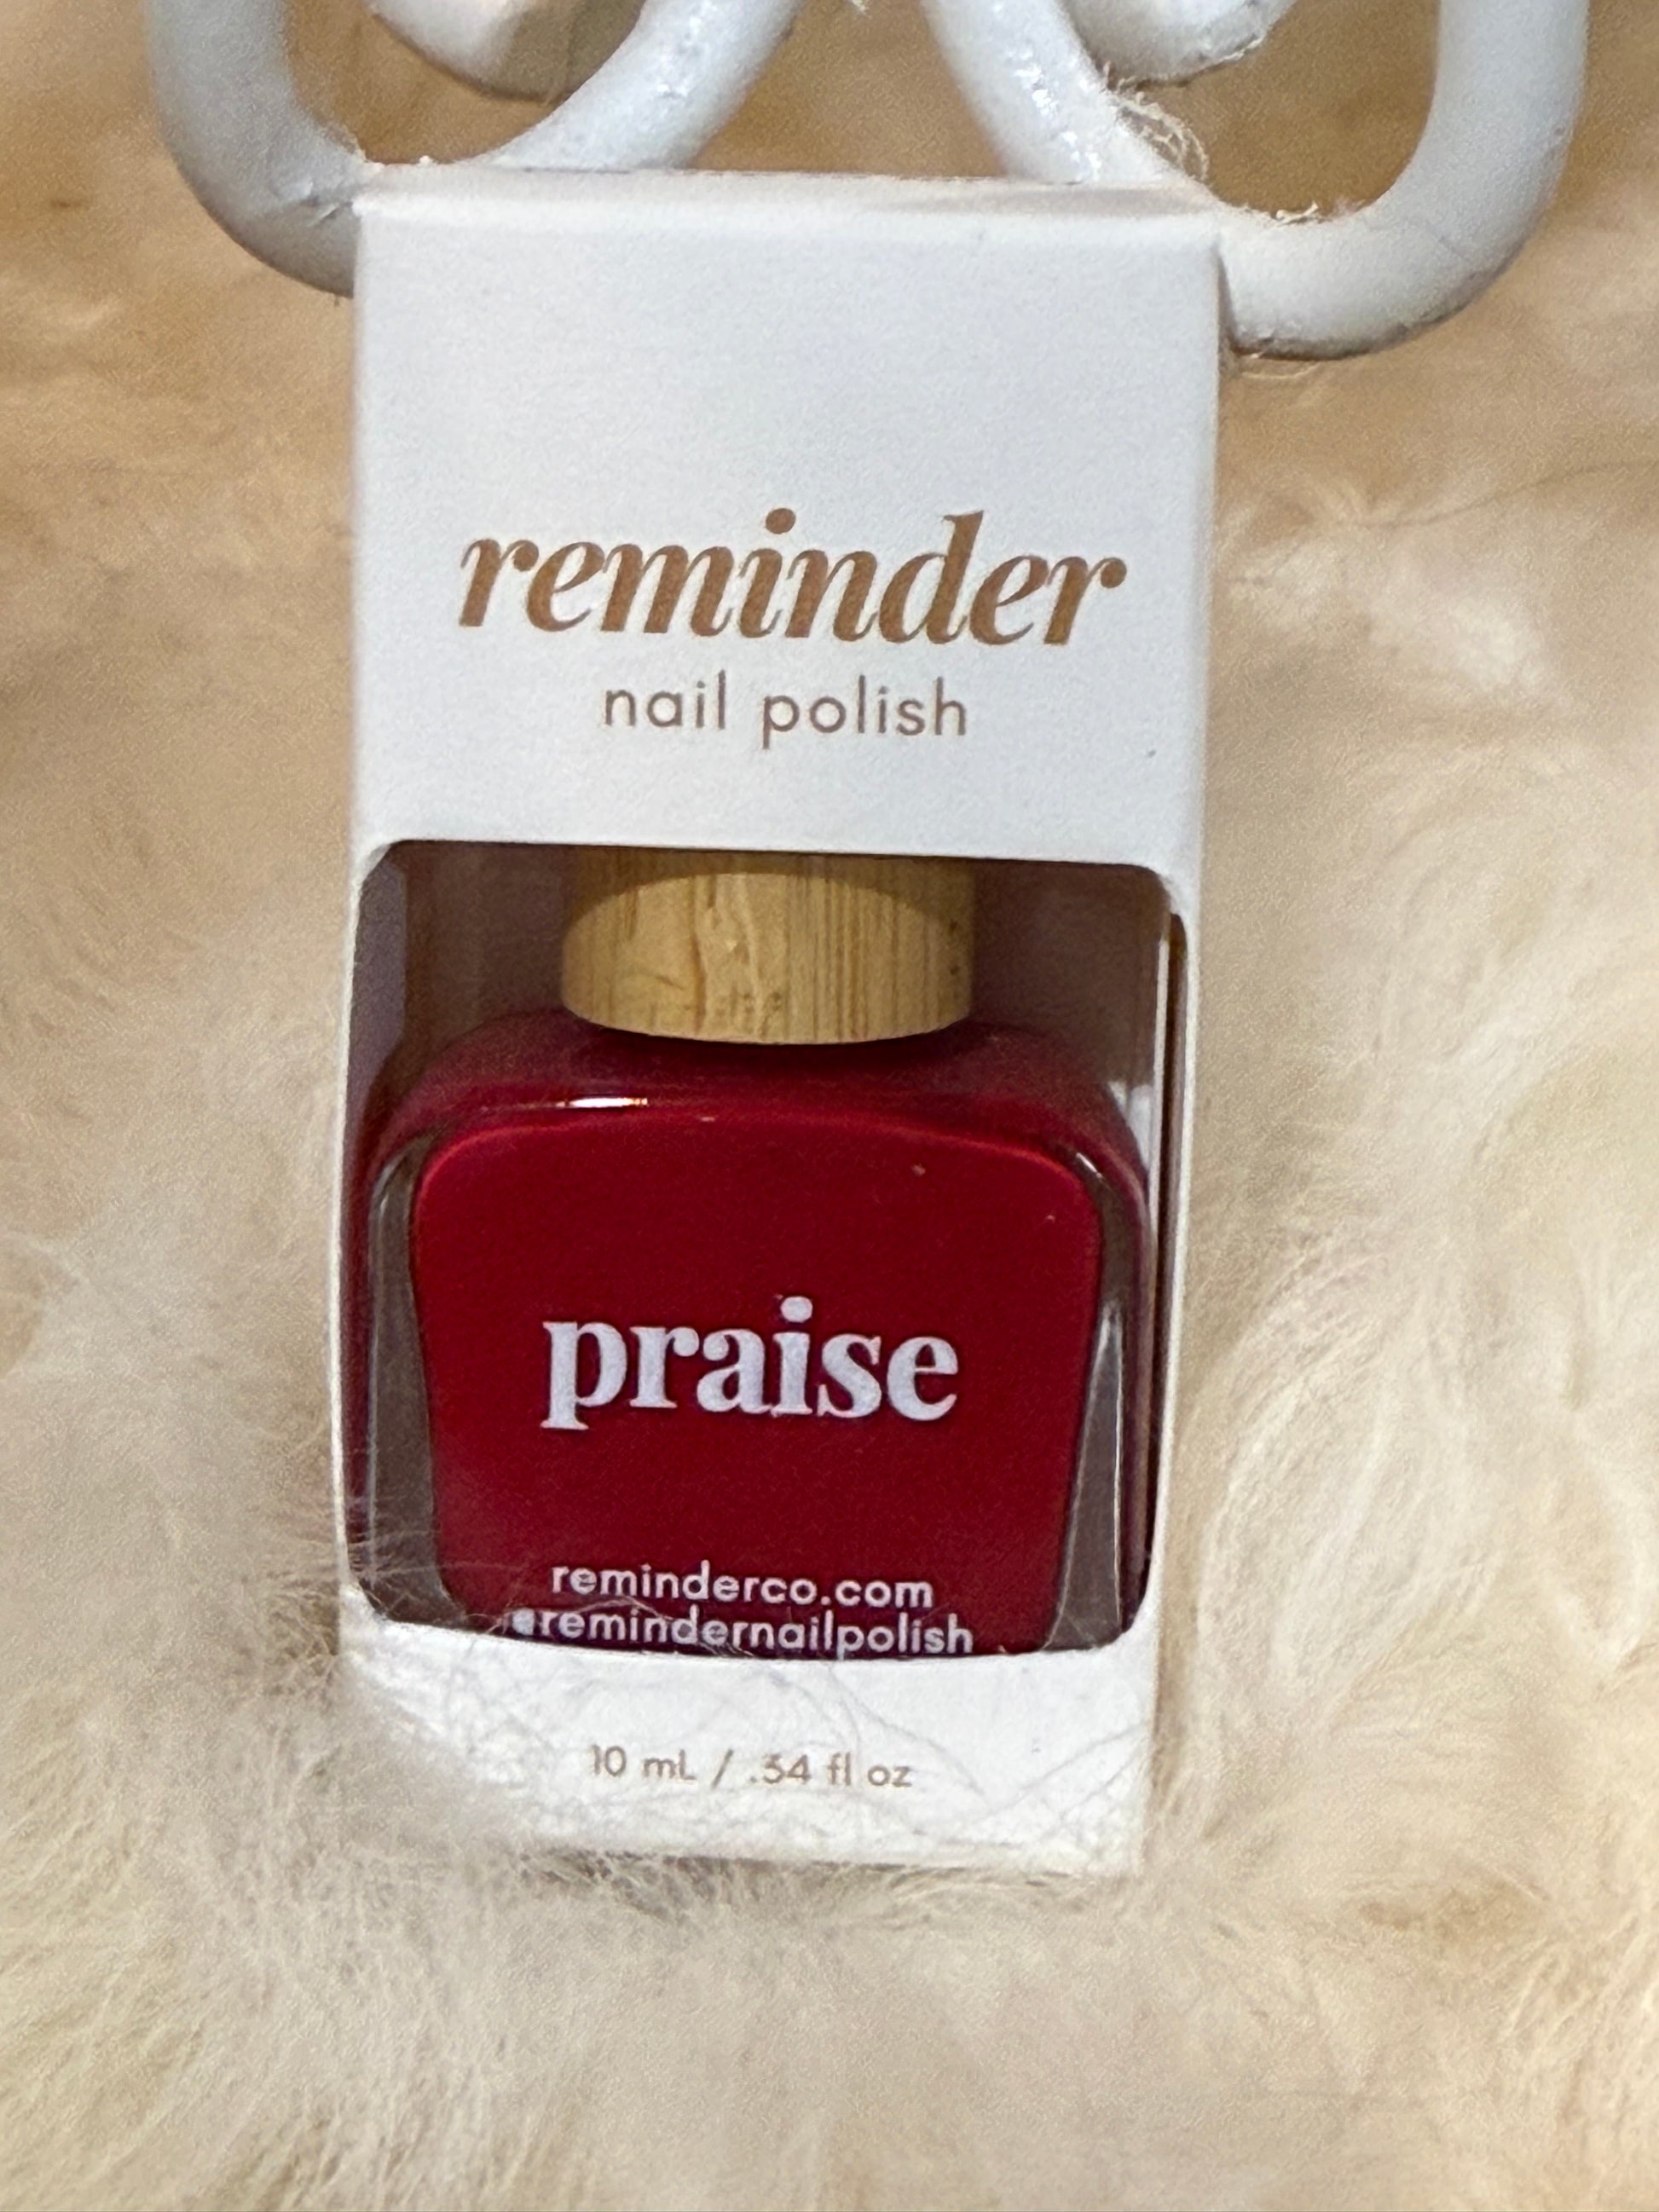 reminder
nail polish
praise
reminderco.com
@remindernailpolish
10 mL / .34 fl oz